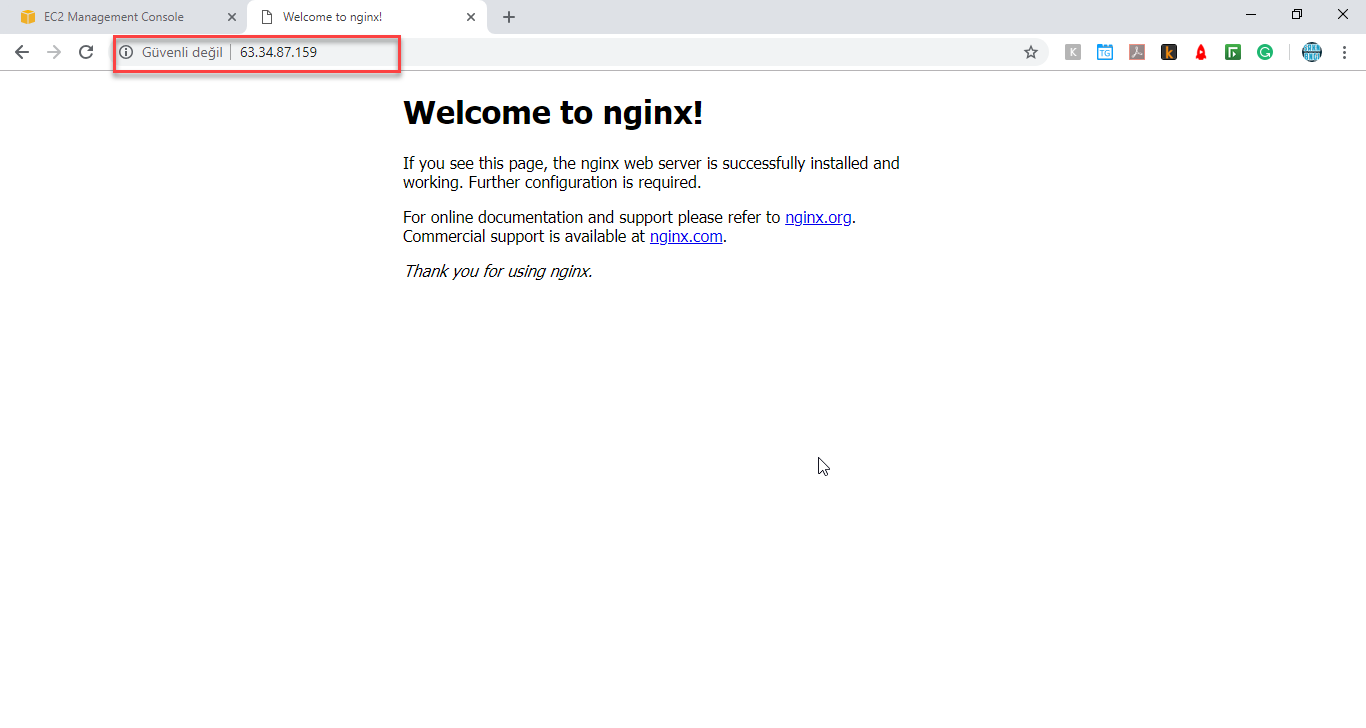 EC2 Management Console
Welcome to nginx!
Güvenli değil
63.34.87.159
K
TG
k
Welcome to nginx!
If you see this page, the nginx web server is successfully installed and
working. Further configuration is required.
For online documentation and support please refer to nginx.org.
Commercial support is available at nginx.com.
Thank you for using nginx.